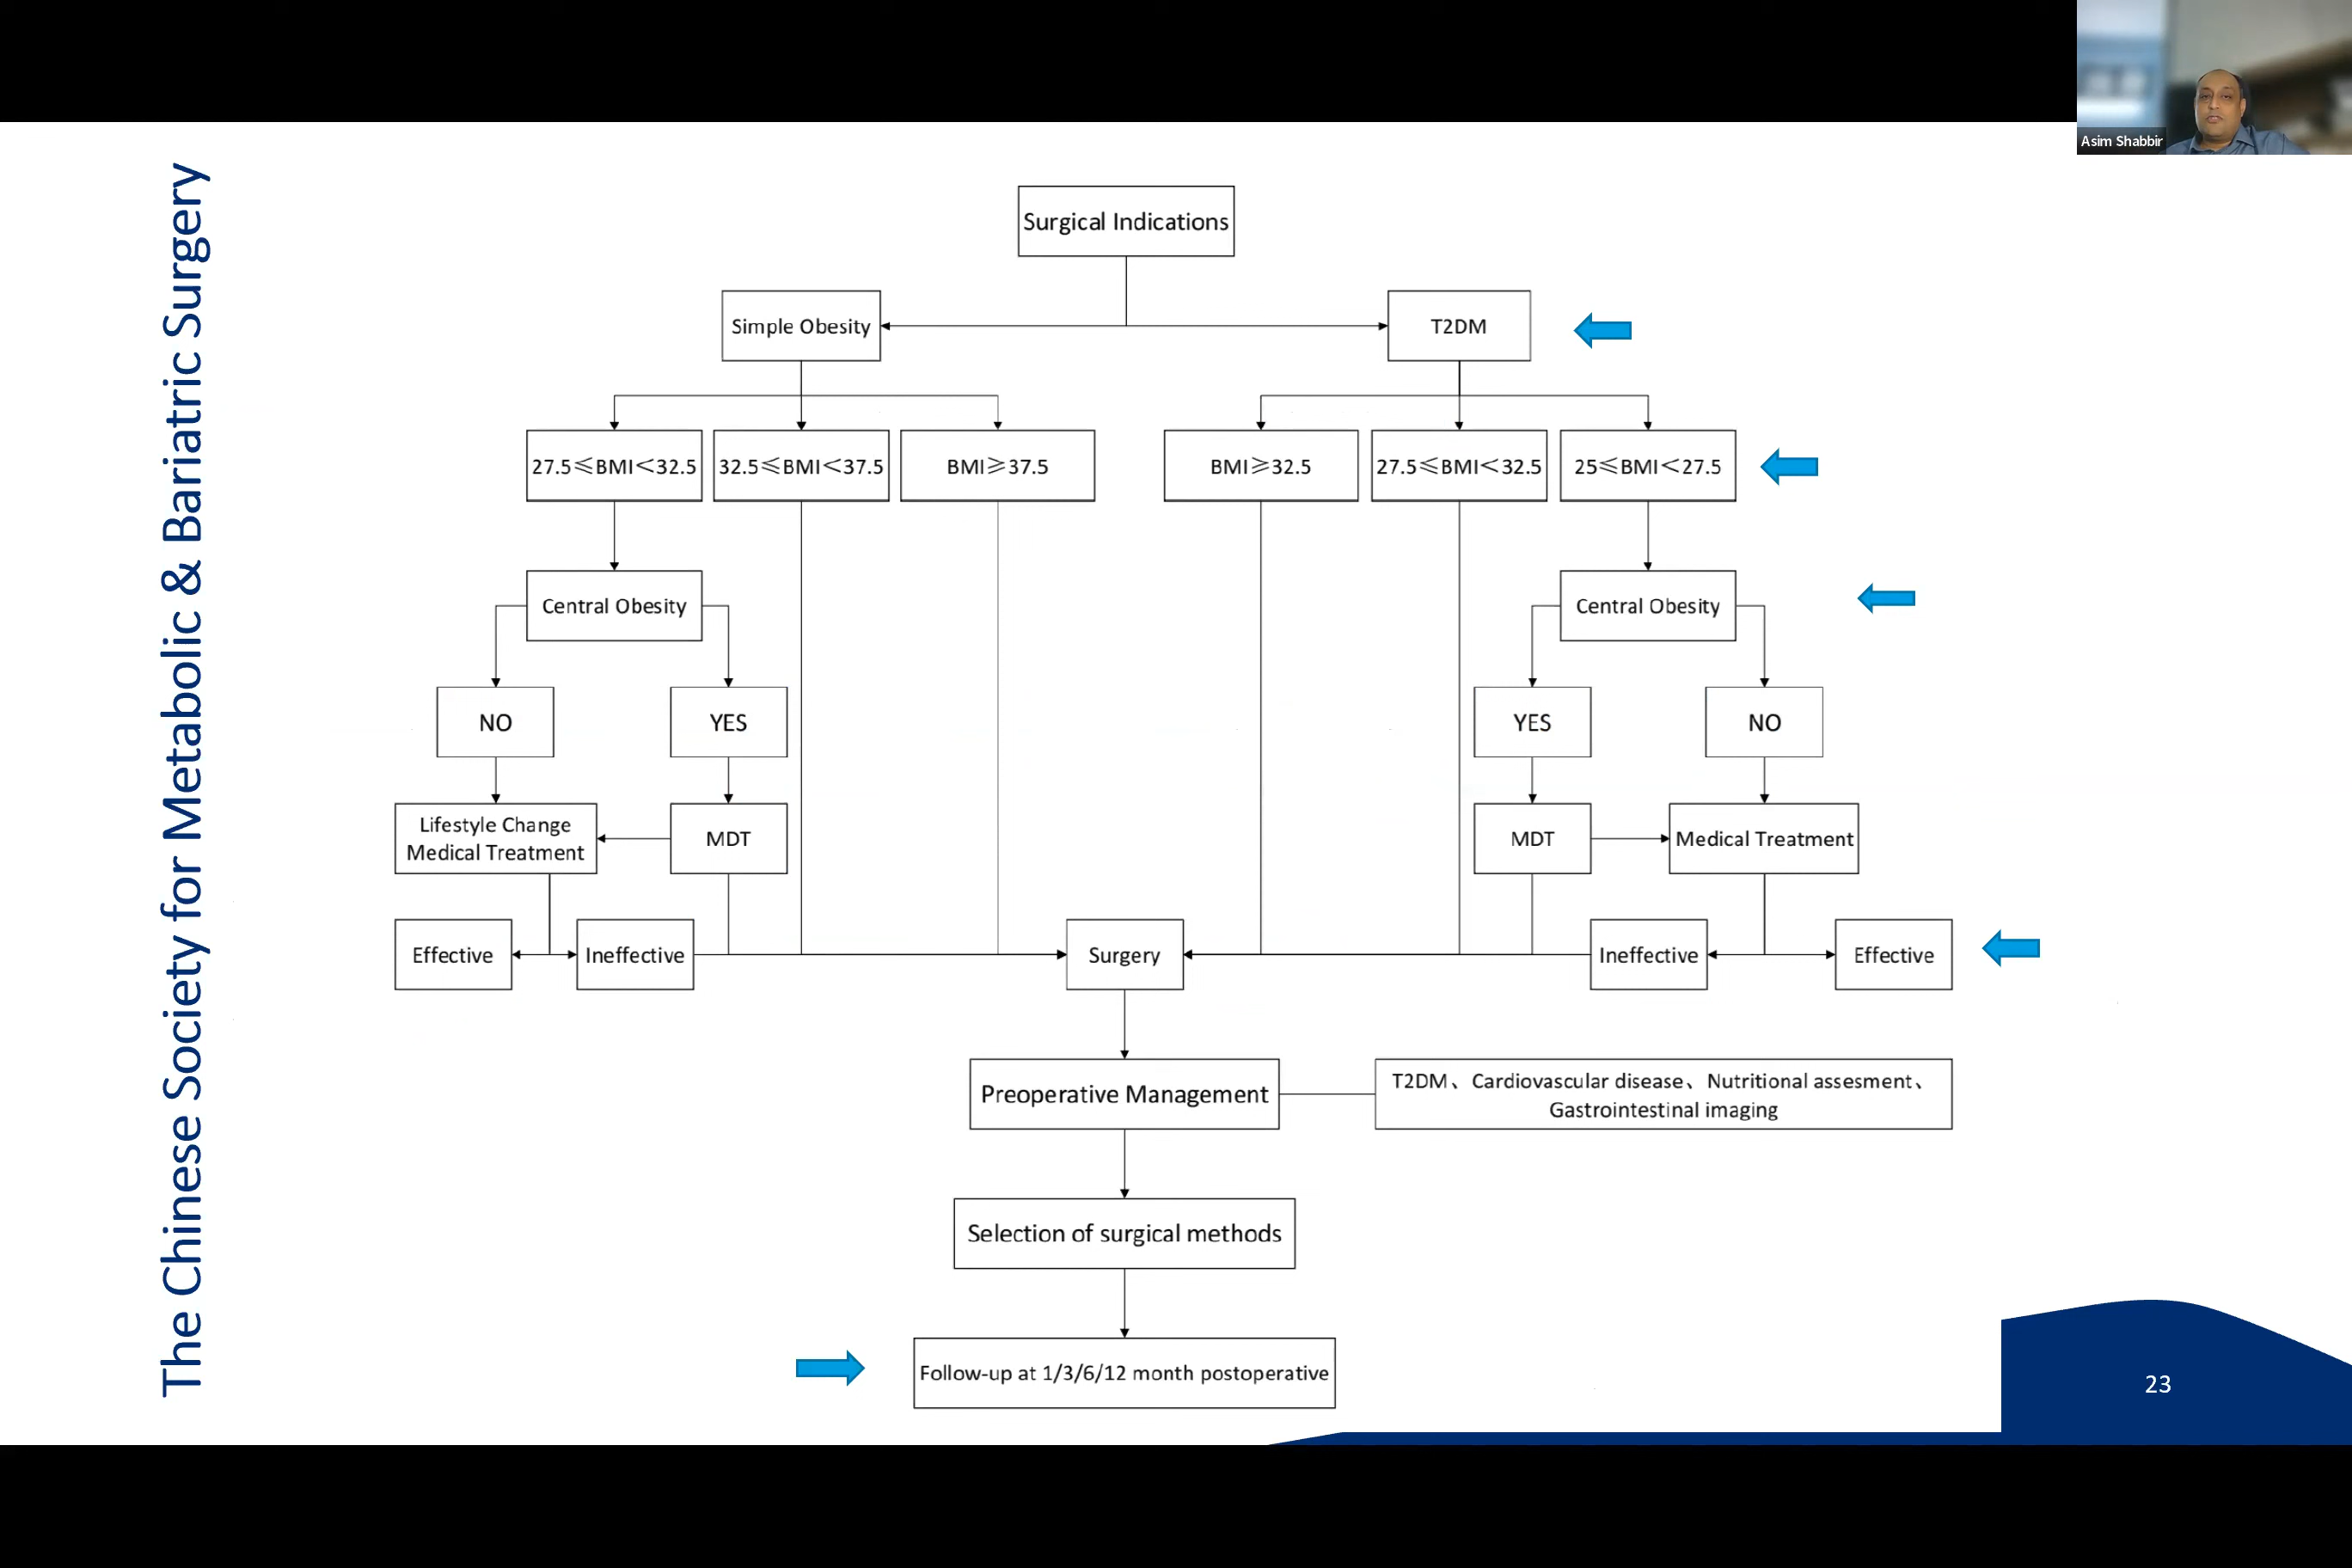 Asim Shabbir
The Chinese Society for Metabolic & Bariatric Surgery
Surgical Indications
Simple Obesity
T2DM
27.5≤BMI<32.5
32.5≤BMI<37.5
BMI≥37.5
BMI≥32.5
27.5≤BMI<32.5
25≤BMI<27.5
Central Obesity
Central Obesity
NO
YES
YES
NO
Lifestyle Change
Medical Treatment
MDT
MDT
Medical Treatment
Effective
Ineffective
Surgery
Ineffective
Effective
Preoperative Management
T2DM、Cardiovascular disease、Nutritional assesment、
Gastrointestinal imaging
Selection of surgical methods
Follow-up at 1/3/6/12 month postoperative
23